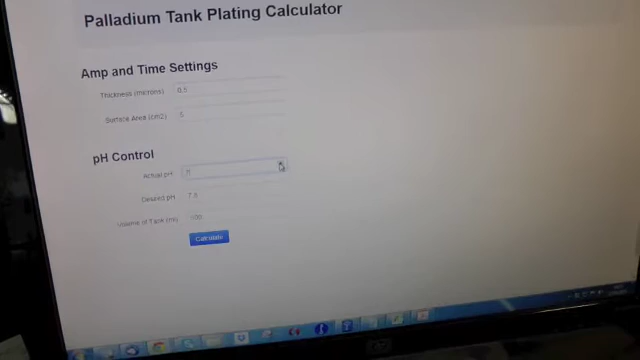 Palladium Tank Plating Calculator
Amp and Time Settings
Thickness (microns) 0.5
Surface Area (cm2) 5
pH Control
Actual pH
Desired pH
Volume of Tank (ml) 100
Calculate